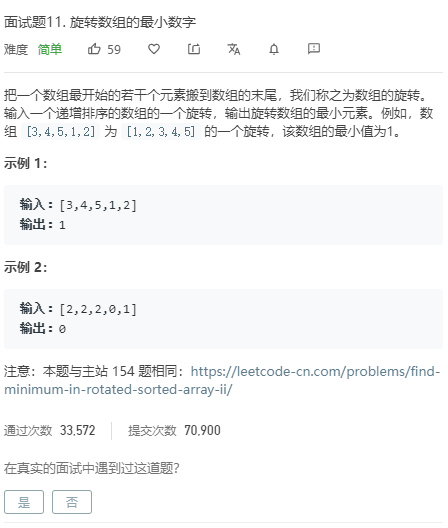 面试题11. 旋转数组的最小数字
难度 简单 59
把一个数组最开始的若干个元素搬到数组的末尾，我们称之为数组的旋转。
输入一个递增排序的数组的一个旋转，输出旋转数组的最小元素。例如，数
组 [3,4,5,1,2] 为 [1,2,3,4,5] 的一个旋转，该数组的最小值为1。
示例 1：
输入：[3,4,5,1,2]
输出：1
示例 2：
输入：[2,2,2,0,1]
输出：0
注意：本题与主站 154 题相同：https://leetcode-cn.com/problems/find-
minimum-in-rotated-sorted-array-ii/
通过次数 33,572 提交次数 70,900
在真实的面试中遇到过这道题？
是 否